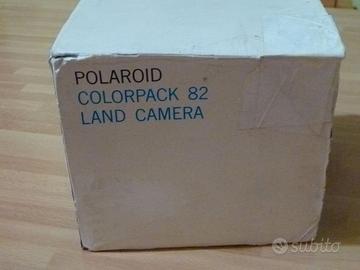 POLAROID
COLORPACK 82
LAND CAMERA
subito